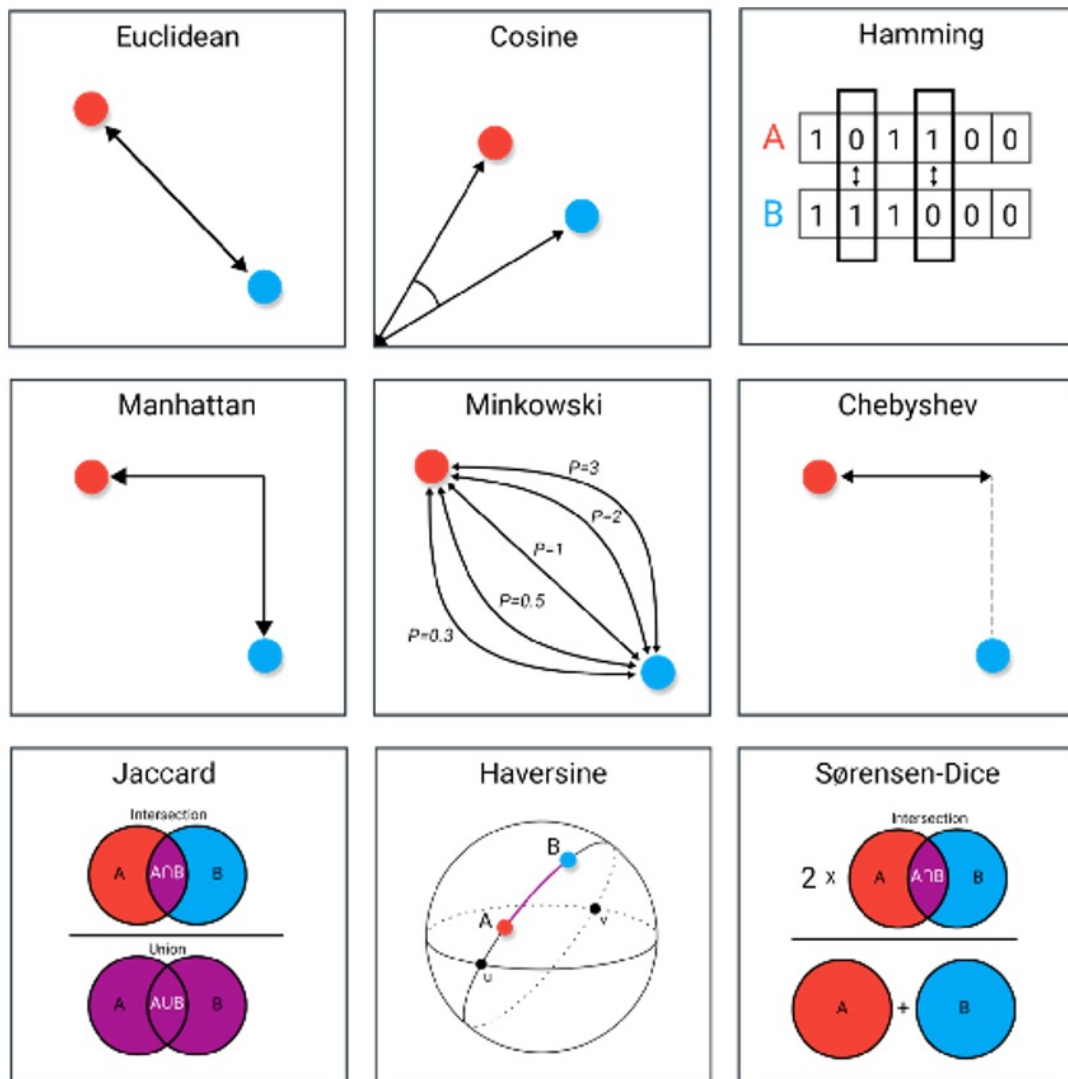 Euclidean
Cosine
Hamming
A 1 0 1 1 0 0
B 1 1 1 0 0 0
Manhattan
Minkowski
P=3
P=2
P=1
P=0.5
P=0.3
Chebyshev
Jaccard
Intersection
A A∩B B
Union
A A∪B B
Haversine
B
A
v
u
Sørensen-Dice
Intersection
2 x A A∩B B
A + B